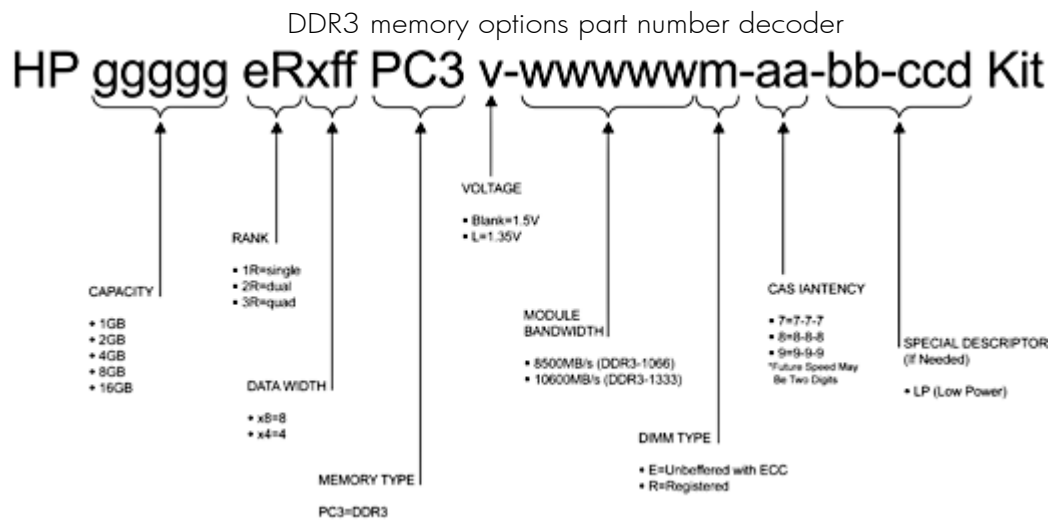 DDR3 memory options part number decoder
HP ggggg eRxff PC3 v-wwwwwm-aa-bb-ccd Kit
CAPACITY
• 1GB
• 2GB
• 4GB
• 8GB
• 16GB
RANK
• 1R=single
• 2R=dual
• 3R=quad
DATA WIDTH
• x8=8
• x4=4
MEMORY TYPE
PC3=DDR3
VOLTAGE
• Blank=1.5V
• L=1.35V
MODULE
BANDWIDTH
• 8500MB/s (DDR3-1066)
• 10600MB/s (DDR3-1333)
DIMM TYPE
• E=Unbeffered with ECC
• R=Registered
CAS IANTENCY
• 7=7-7-7
• 8=8-8-8
• 9=9-9-9
*Future Speed May
Be Two Digits
SPECIAL DESCRIPTOR
(If Needed)
• LP (Low Power)